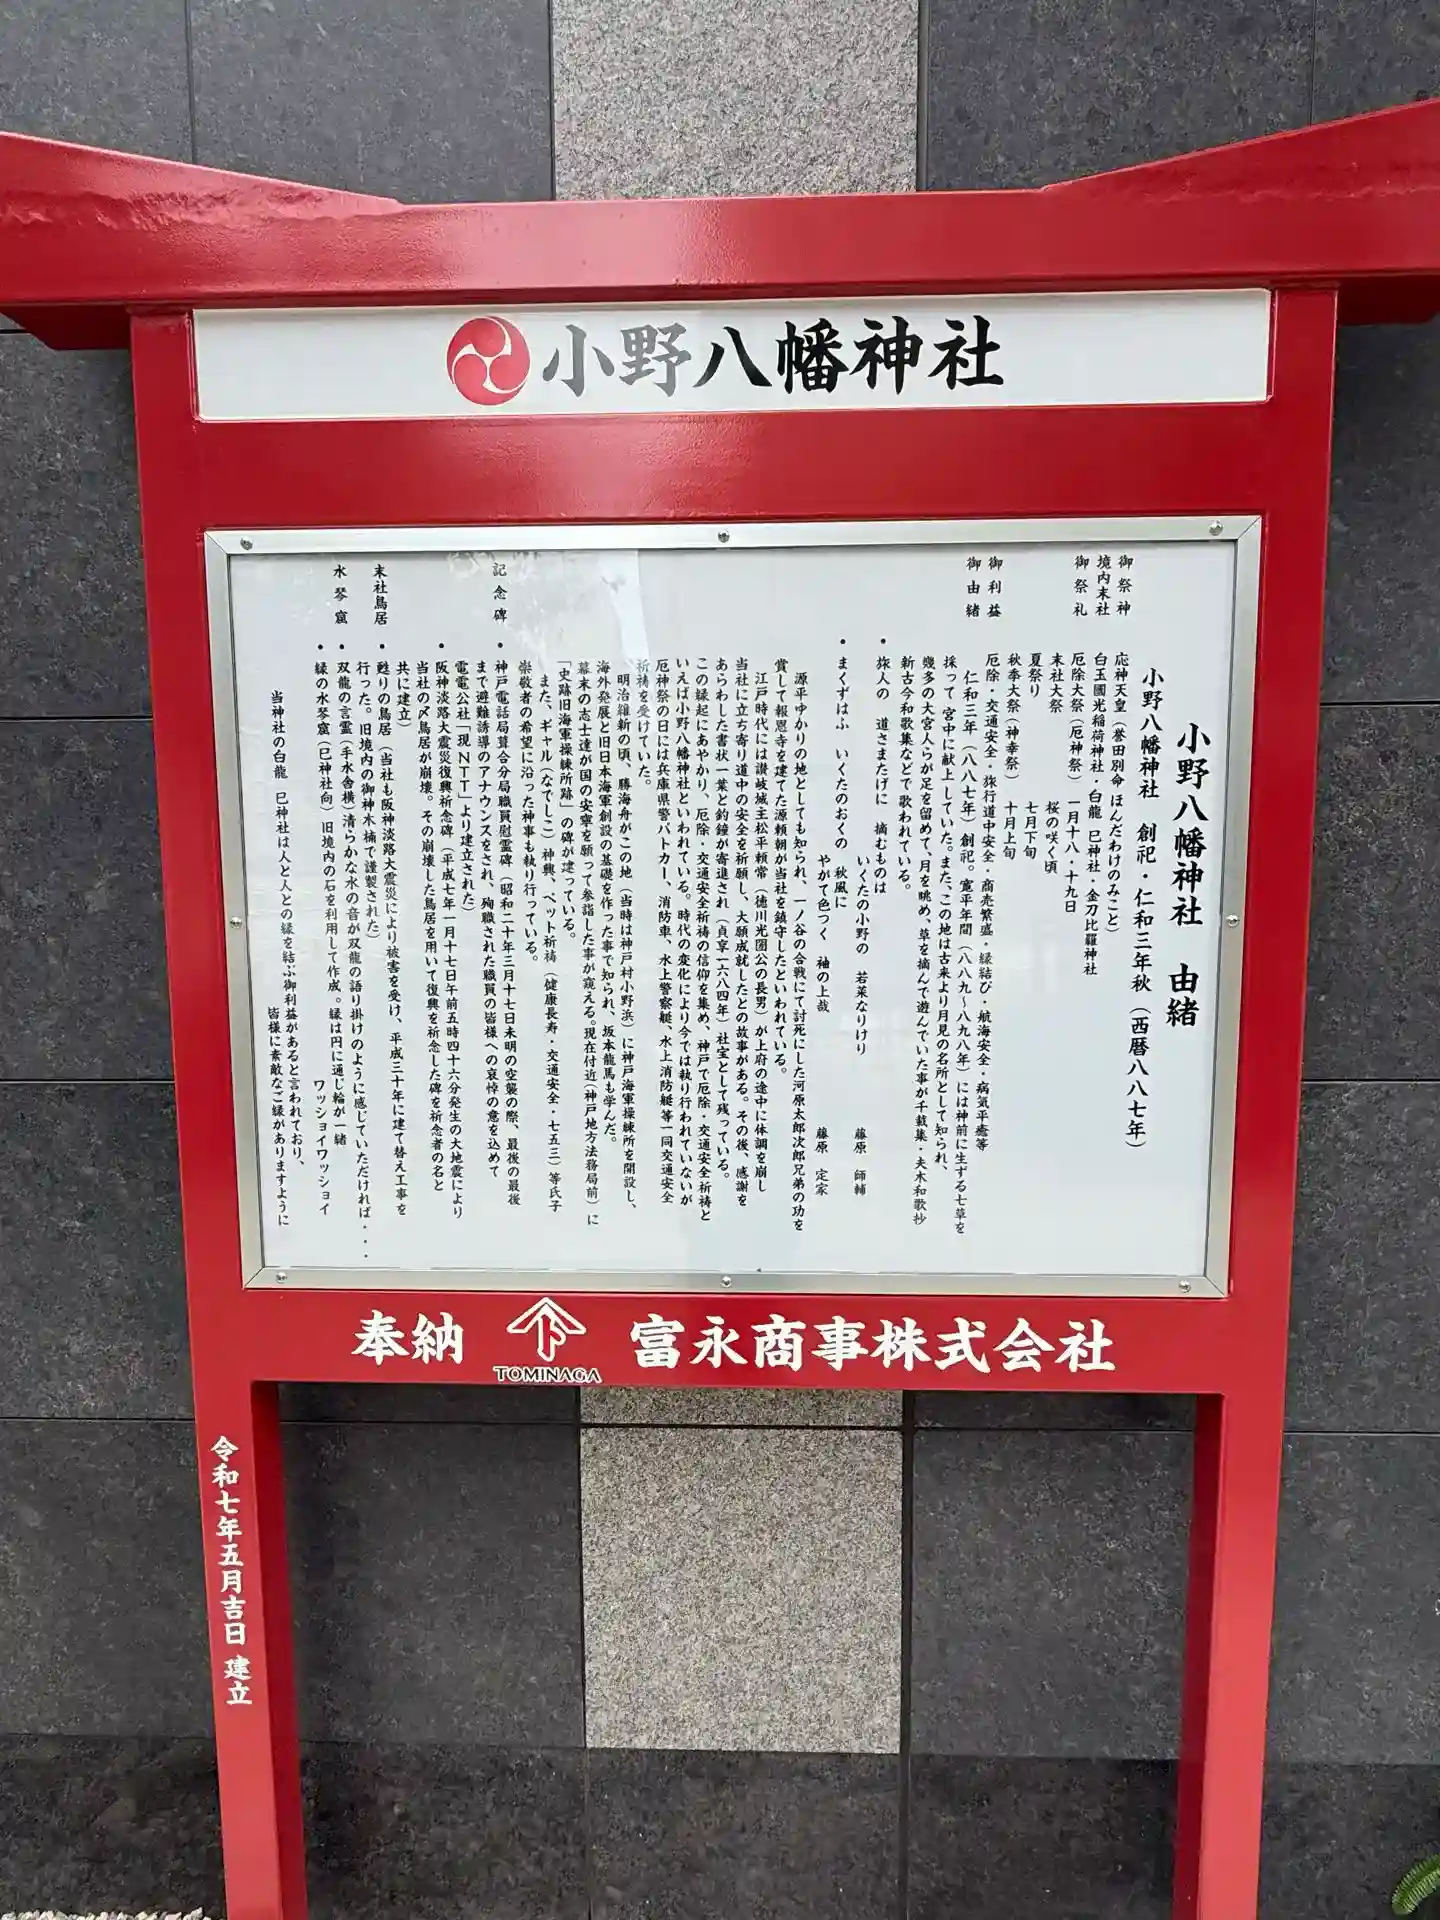 小野八幡神社
小野八幡神社 由緒
小野八幡神社 創祀・仁和三年秋（西暦八八七年）
御祭神 応神天皇（誉田別命 ほんだわけのみこと）
境内末社 白玉國光稲荷神社・白龍 巳神社・金刀比羅神社
御祭礼 厄除大祭（厄神祭） 一月十八・十九日
末社大祭 桜の咲く頃
夏祭り 七月下旬
秋季大祭（神幸祭） 十月上旬
御利益 厄除・交通安全・旅行道中安全・商売繁盛・縁結び・航海安全・病気平癒等
御由緒 仁和三年（八八七年）創祀。寛平年間（八八九～八九八年）には神前に生ずる七草を
採って宮中に献上していた。また、この地は古来より月見の名所として知られ、
幾多の大宮人らが足を留めて、月を眺め、草を摘んで遊んでいた事が千載集・夫木和歌抄
新古今和歌集などで歌われている。
・旅人の 道さまたげに 摘むものは
いくたの小野の 若菜なりけり 藤原 師輔
・まくずはふ いくたのおくの 秋風に
やがて色つく 袖の上哉 藤原 定家
源平ゆかりの地としても知られ、一ノ谷の合戦にて討死にした河原太郎次郎兄弟の功を
賞して報恩寺を建てた源頼朝が当社を鎮守したといわれている。
江戸時代には讃岐城主松平頼常（徳川光圀公の長男）が上府の途中に体調を崩し
当社に立ち寄り道中の安全を祈願し、大願成就したとの故事がある。その後、感謝を
あらわした書状一葉と釣鐘が寄進され（貞享一六八四年）社宝として残っている。
この縁起にあやかり、厄除・交通安全祈祷の信仰を集め、神戸で厄除・交通安全祈祷と
いえば小野八幡神社といわれている。時代の変化により今では執り行われていないが
厄神祭の日には兵庫県警パトカー、消防車、水上警察艇、水上消防艇等一同交通安全
祈祷を受けていた。
明治維新の頃、勝海舟がこの地（当時は神戸村小野浜）に神戸海軍操練所を開設し、
海外発展と旧日本海軍創設の基礎を作った事で知られ、坂本龍馬も学んだ。
幕末の志士達が国の安寧を願って参詣した事が窺える。現在付近（神戸地方法務局前）に
「史跡旧海軍操練所跡」の碑が建っている。
また、ギャル（なでしこ）神輿、ペット祈祷（健康長寿・交通安全・七五三）等氏子
崇敬者の希望に沿った神事も執り行っている。
記念碑 ・神戸電話局葺合分局職員慰霊碑（昭和二十年三月十七日未明の空襲の際、最後の最後
まで避難誘導のアナウンスをされ、殉職された職員の皆様への哀悼の意を込めて
電電公社「現NTT」より建立された）
・阪神淡路大震災復興祈念碑（平成七年一月十七日午前五時四十六分発生の大地震により
当社の〆鳥居が崩壊。その崩壊した鳥居を用いて復興を祈念した碑を祈念者の名と
共に建立）
末社鳥居 ・甦りの鳥居（当社も阪神淡路大震災により被害を受け、平成三十年に建て替え工事を
行った。旧境内の御神木楠で謹製された）
水琴窟 ・双龍の言霊（手水舎横）清らかな水の音が双龍の語り掛けのように感じていただければ・・・
・縁の水琴窟（巳神社向）旧境内の石を利用して作成。縁は円に通じ輪が一緒
ワッショイワッショイ
当神社の白龍 巳神社は人と人との縁を結ぶ御利益があると言われており、
皆様に素敵なご縁がありますように
奉納 TOMINAGA 富永商事株式会社
令和七年五月吉日 建立